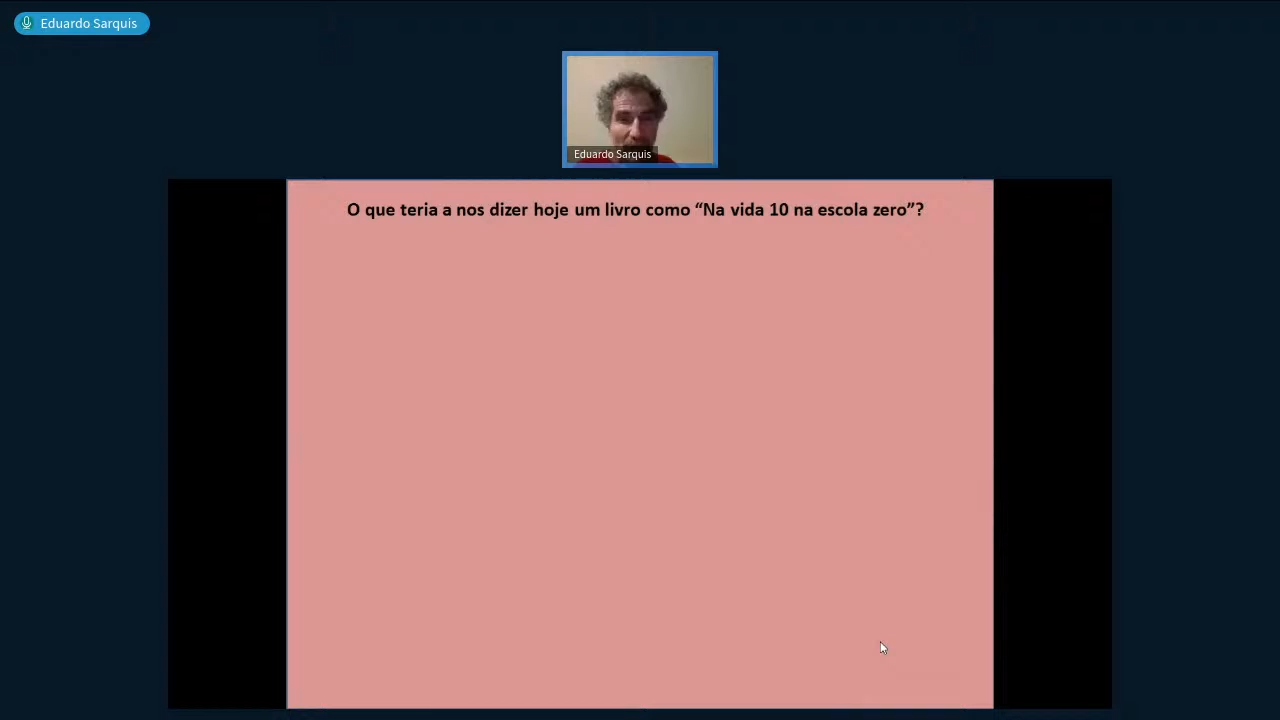 Eduardo Sarquis
Eduardo Sarquis
O que teria a nos dizer hoje um livro como “Na vida 10 na escola zero”?